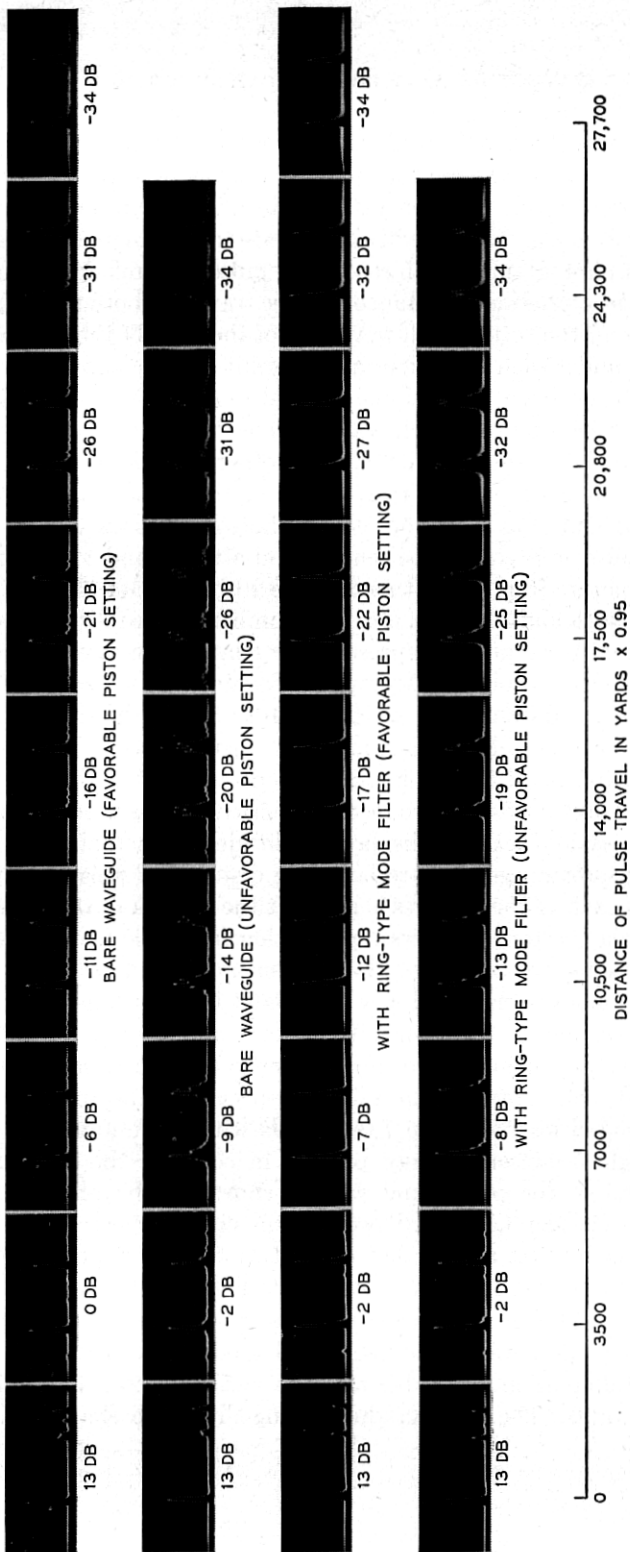 13 DB 0 DB -6 DB -11 DB -16 DB -21 DB -26 DB -31 DB -34 DB
BARE WAVEGUIDE (FAVORABLE PISTON SETTING)
13 DB -2 DB -9 DB -14 DB -20 DB -26 DB -31 DB -34 DB
BARE WAVEGUIDE (UNFAVORABLE PISTON SETTING)
13 DB -2 DB -7 DB -12 DB -17 DB -22 DB -27 DB -32 DB -34 DB
WITH RING-TYPE MODE FILTER (FAVORABLE PISTON SETTING)
13 DB -2 DB -8 DB -13 DB -19 DB -25 DB -32 DB -34 DB
WITH RING-TYPE MODE FILTER (UNFAVORABLE PISTON SETTING)
0 3500 7000 10,500 14,000 17,500 20,800 24,300 27,700
DISTANCE OF PULSE TRAVEL IN YARDS X 0.95